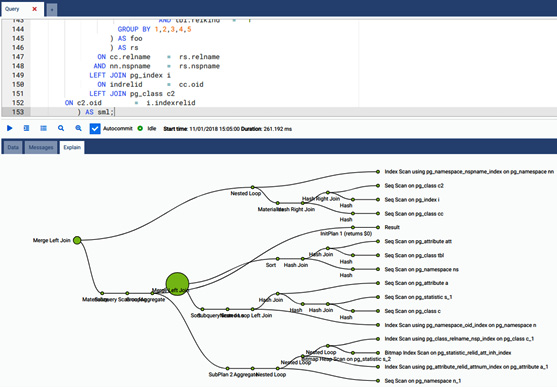 Query ×
+
143 AND tbl.relkind = 'r'
144 GROUP BY 1,2,3,4,5
145 ) AS foo
146 ) AS rs
147 ON cc.relname = rs.relname
148 AND nn.nspname = rs.nspname
149 LEFT JOIN pg_index i
150 ON indrelid = cc.oid
151 LEFT JOIN pg_class c2
152 ON c2.oid = i.indexrelid
153 ) AS sml;
Autocommit Idle Start time: 11/01/2018 15:05:00 Duration: 261.192 ms
Data Messages Explain
Index Scan using pg_namespace_nspname_index on pg_namespace nn
Nested Loop
Seq Scan on pg_class c2
Hash Right Join
Seq Scan on pg_index i
Materialize Hash Right Join
Hash
Seq Scan on pg_class cc
Hash
Result
InitPlan 1 (returns $0)
Merge Left Join
Seq Scan on pg_attribute att
Hash Join
Seq Scan on pg_class tbl
Sort Hash Join
Hash
Seq Scan on pg_namespace ns
Hash
Seq Scan on pg_attribute a
Merge Left Join
Materialize Subquery Scan Aggregate
Hash Join
Seq Scan on pg_statistic s_1
Hash Join Hash
Seq Scan on pg_class c
Sort Subquery Scan Loop Left Join
Hash
Index Scan using pg_namespace_oid_index on pg_namespace n
Index Scan using pg_class_relname_nsp_index on pg_class c_1
Nested Loop
Bitmap Index Scan on pg_statistic_relid_att_inh_index
Nested Loop Bitmap Heap Scan on pg_statistic s_2
Index Scan using pg_attribute_relid_attnum_index on pg_attribute a_1
SubPlan 2 Aggregate Nested Loop
Seq Scan on pg_namespace n_1